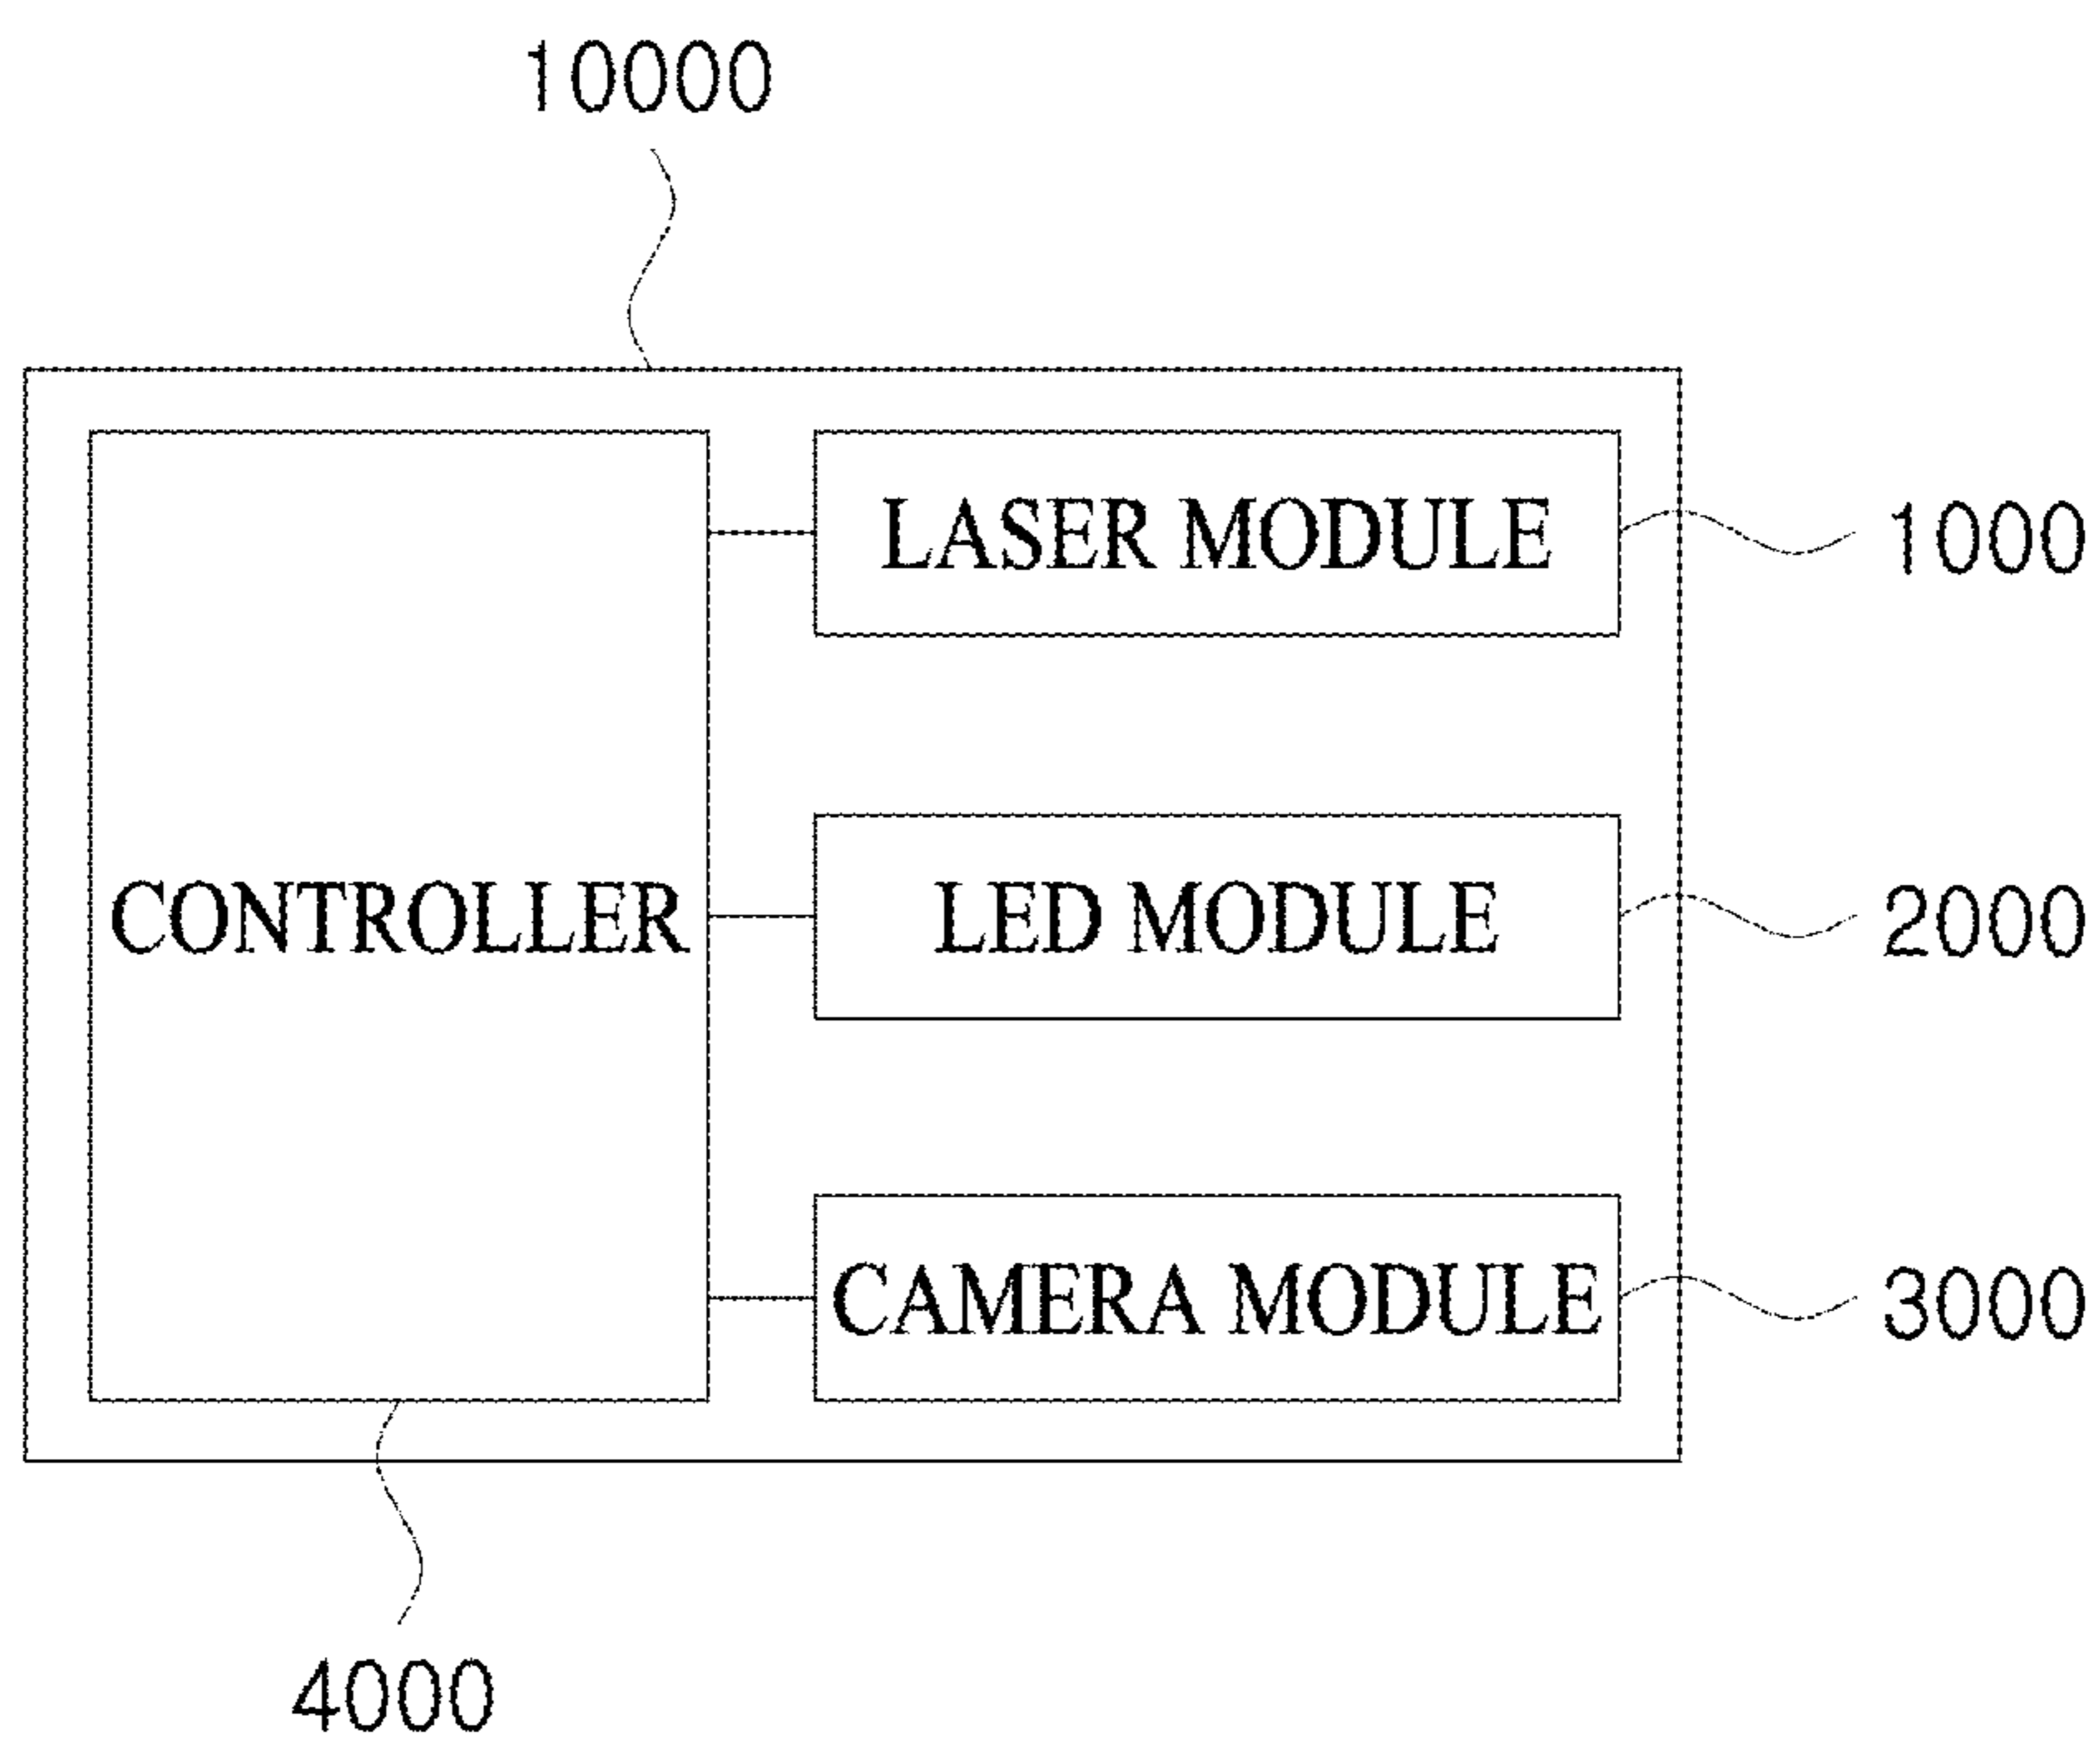 10000
LASER MODULE
1000
CONTROLLER
LED MODULE
2000
CAMERA MODULE
3000
4000